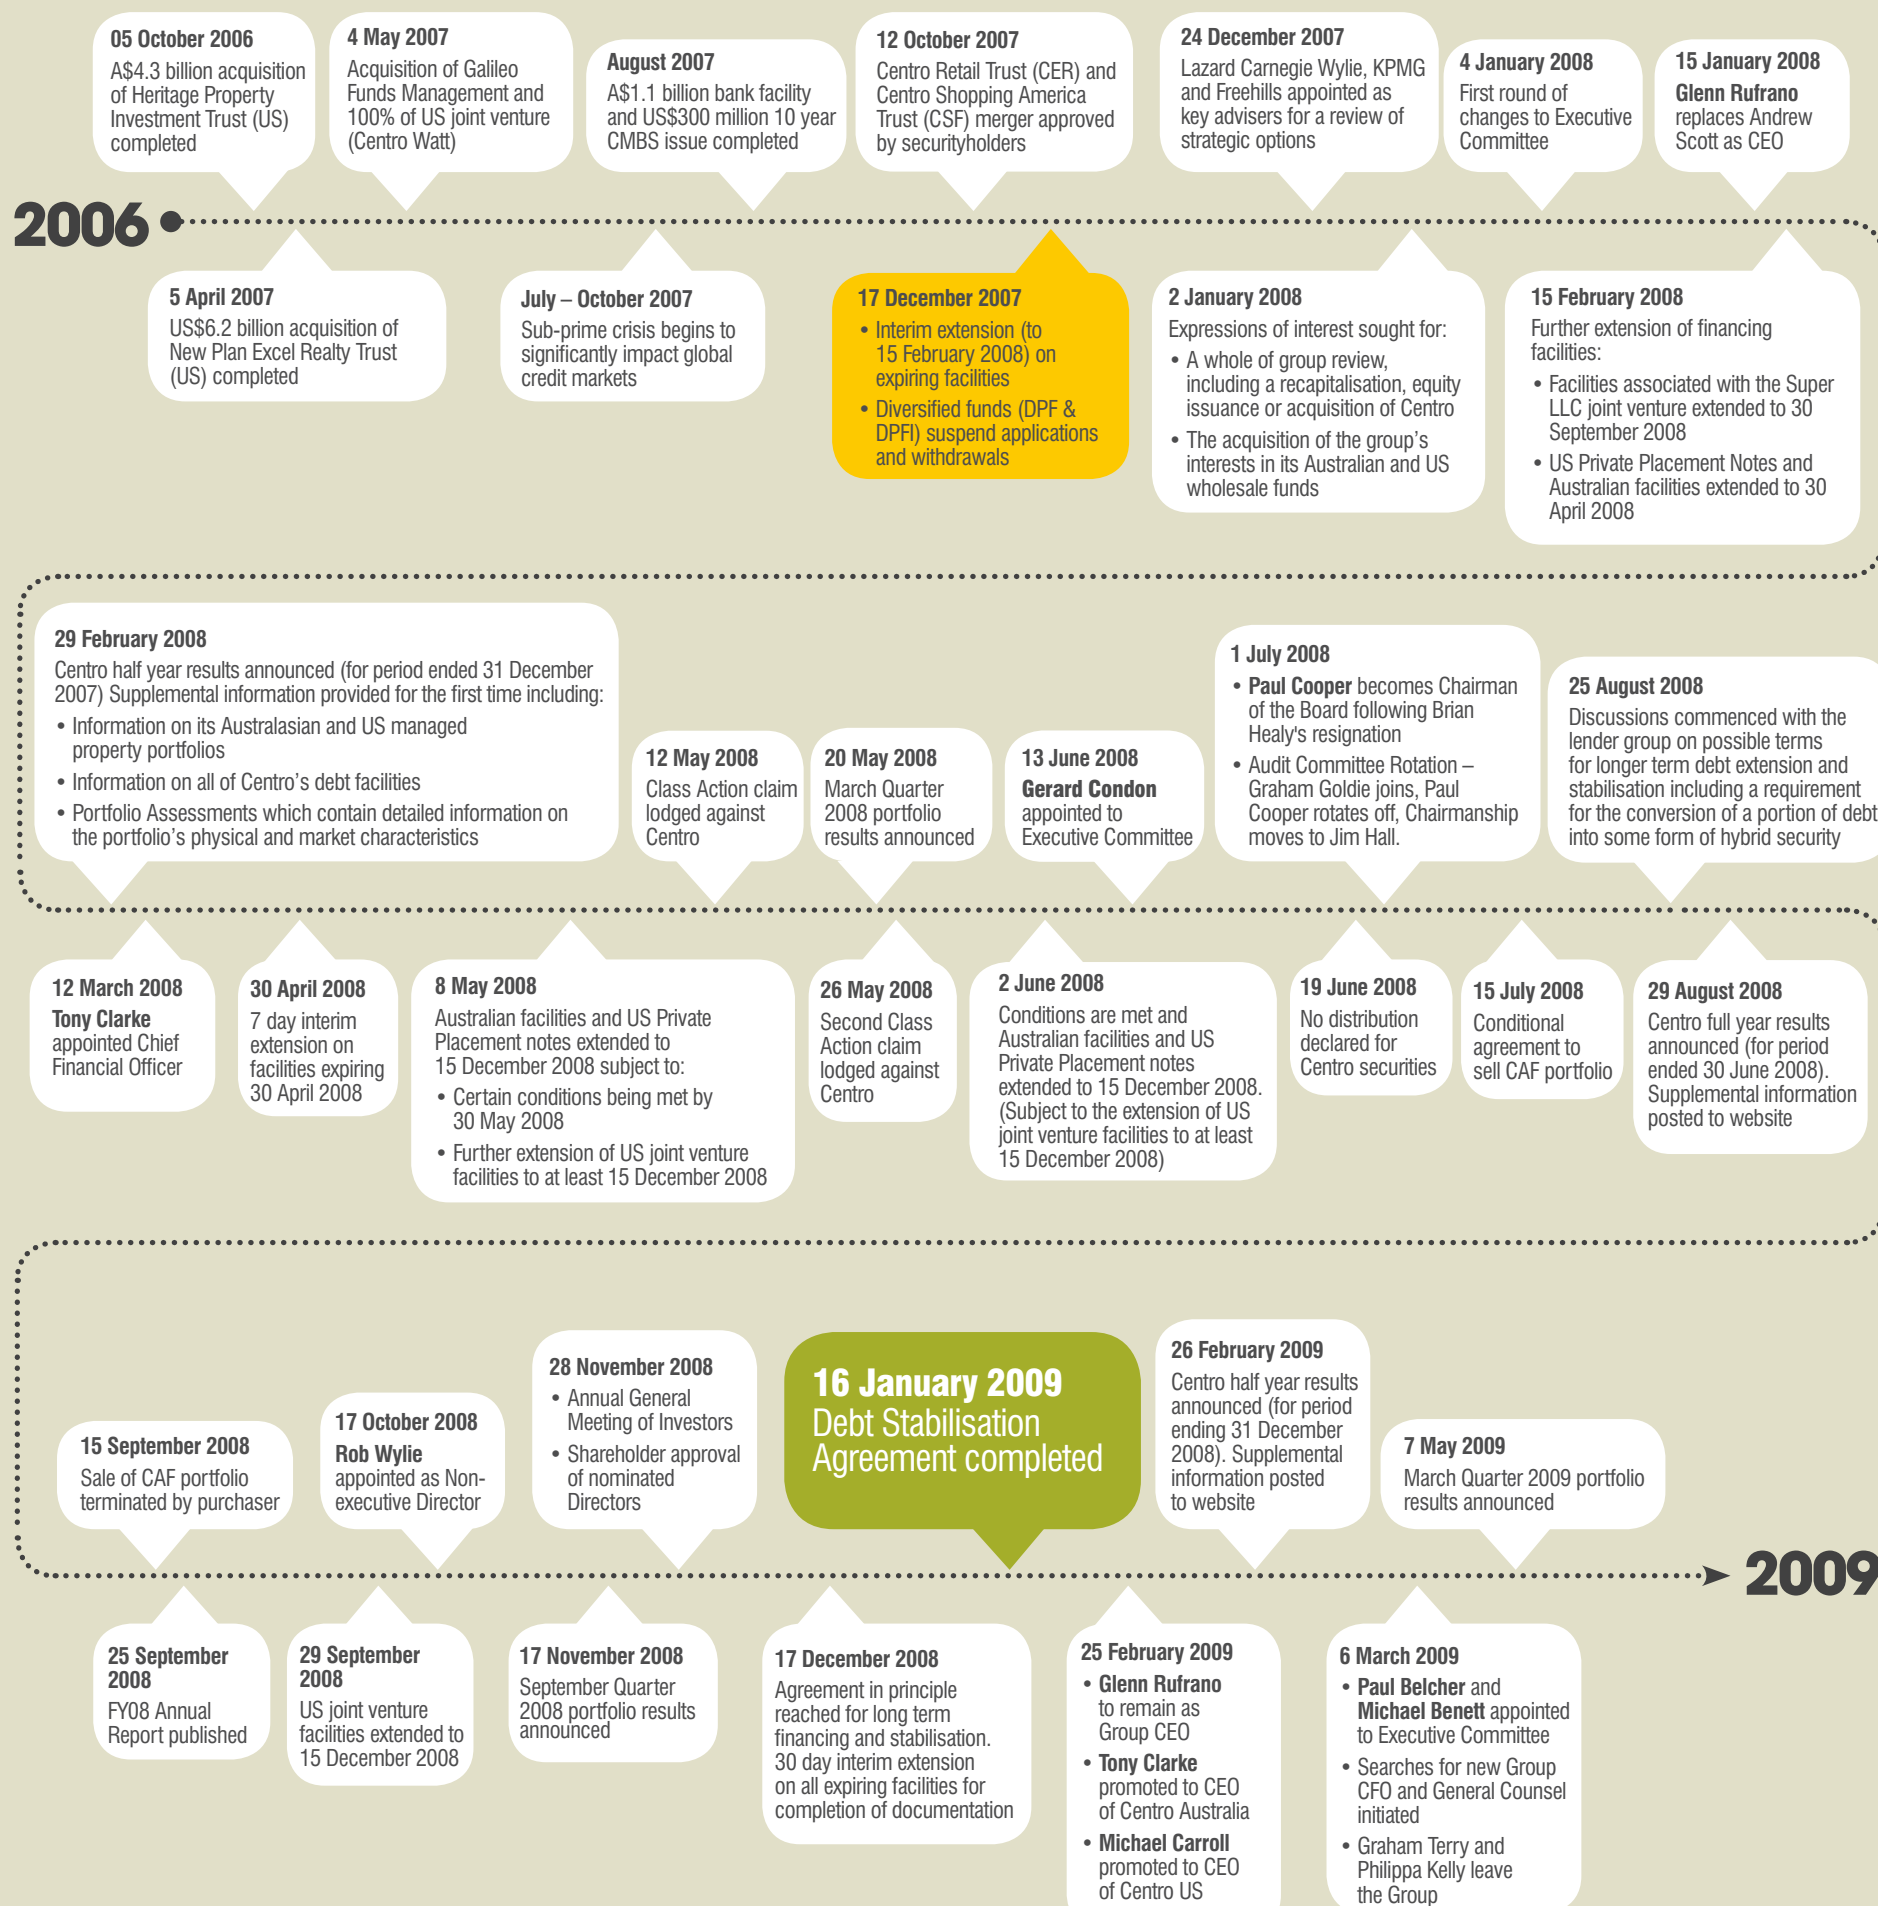 05 October 2006
A$4.3 billion acquisition
of Heritage Property
Investment Trust (US)
completed
4 May 2007
Acquisition of Galileo
Funds Management and
100% of US joint venture
(Centro Watt)
August 2007
A$1.1 billion bank facility
and US$300 million 10 year
CMBS issue completed
12 October 2007
Centro Retail Trust (CER) and
Centro Shopping America
Trust (CSF) merger approved
by securityholders
24 December 2007
Lazard Carnegie Wylie, KPMG
and Freehills appointed as
key advisers for a review of
strategic options
4 January 2008
First round of
changes to Executive
Committee
15 January 2008
Glenn Rufrano
replaces Andrew
Scott as CEO
2006
5 April 2007
US$6.2 billion acquisition of
New Plan Excel Realty Trust
(US) completed
July – October 2007
Sub-prime crisis begins to
significantly impact global
credit markets
17 December 2007
• Interim extension (to
15 February 2008) on
expiring facilities
• Diversified funds (DPF &
DPFI) suspend applications
and withdrawals
2 January 2008
Expressions of interest sought for:
• A whole of group review,
including a recapitalisation, equity
issuance or acquisition of Centro
• The acquisition of the group's
interests in its Australian and US
wholesale funds
15 February 2008
Further extension of financing
facilities:
• Facilities associated with the Super
LLC joint venture extended to 30
September 2008
• US Private Placement Notes and
Australian facilities extended to 30
April 2008
29 February 2008
Centro half year results announced (for period ended 31 December
2007) Supplemental information provided for the first time including:
• Information on its Australasian and US managed
property portfolios
• Information on all of Centro's debt facilities
• Portfolio Assessments which contain detailed information on
the portfolio's physical and market characteristics
12 May 2008
Class Action claim
lodged against
Centro
20 May 2008
March Quarter
2008 portfolio
results announced
13 June 2008
Gerard Condon
appointed to
Executive Committee
1 July 2008
• Paul Cooper becomes Chairman
of the Board following Brian
Healy's resignation
• Audit Committee Rotation –
Graham Goldie joins, Paul
Cooper rotates off, Chairmanship
moves to Jim Hall.
25 August 2008
Discussions commenced with the
lender group on possible terms
for longer term debt extension and
stabilisation including a requirement
for the conversion of a portion of debt
into some form of hybrid security
12 March 2008
Tony Clarke
appointed Chief
Financial Officer
30 April 2008
7 day interim
extension on
facilities expiring
30 April 2008
8 May 2008
Australian facilities and US Private
Placement notes extended to
15 December 2008 subject to:
• Certain conditions being met by
30 May 2008
• Further extension of US joint venture
facilities to at least 15 December 2008
26 May 2008
Second Class
Action claim
lodged against
Centro
2 June 2008
Conditions are met and
Australian facilities and US
Private Placement notes
extended to 15 December 2008.
(Subject to the extension of US
joint venture facilities to at least
15 December 2008)
19 June 2008
No distribution
declared for
Centro securities
15 July 2008
Conditional
agreement to
sell CAF portfolio
29 August 2008
Centro full year results
announced (for period
ended 30 June 2008).
Supplemental information
posted to website
15 September 2008
Sale of CAF portfolio
terminated by purchaser
17 October 2008
Rob Wylie
appointed as Non-
executive Director
28 November 2008
• Annual General
Meeting of Investors
• Shareholder approval
of nominated
Directors
16 January 2009
Debt Stabilisation
Agreement completed
26 February 2009
Centro half year results
announced (for period
ending 31 December
2008). Supplemental
information posted
to website
7 May 2009
March Quarter 2009 portfolio
results announced
2009
25 September
2008
FY08 Annual
Report published
29 September
2008
US joint venture
facilities extended to
15 December 2008
17 November 2008
September Quarter
2008 portfolio results
announced
17 December 2008
Agreement in principle
reached for long term
financing and stabilisation.
30 day interim extension
on all expiring facilities for
completion of documentation
25 February 2009
• Glenn Rufrano
to remain as
Group CEO
• Tony Clarke
promoted to CEO
of Centro Australia
• Michael Carroll
promoted to CEO
of Centro US
6 March 2009
• Paul Belcher and
Michael Benett appointed
to Executive Committee
• Searches for new Group
CFO and General Counsel
initiated
• Graham Terry and
Philippa Kelly leave
the Group